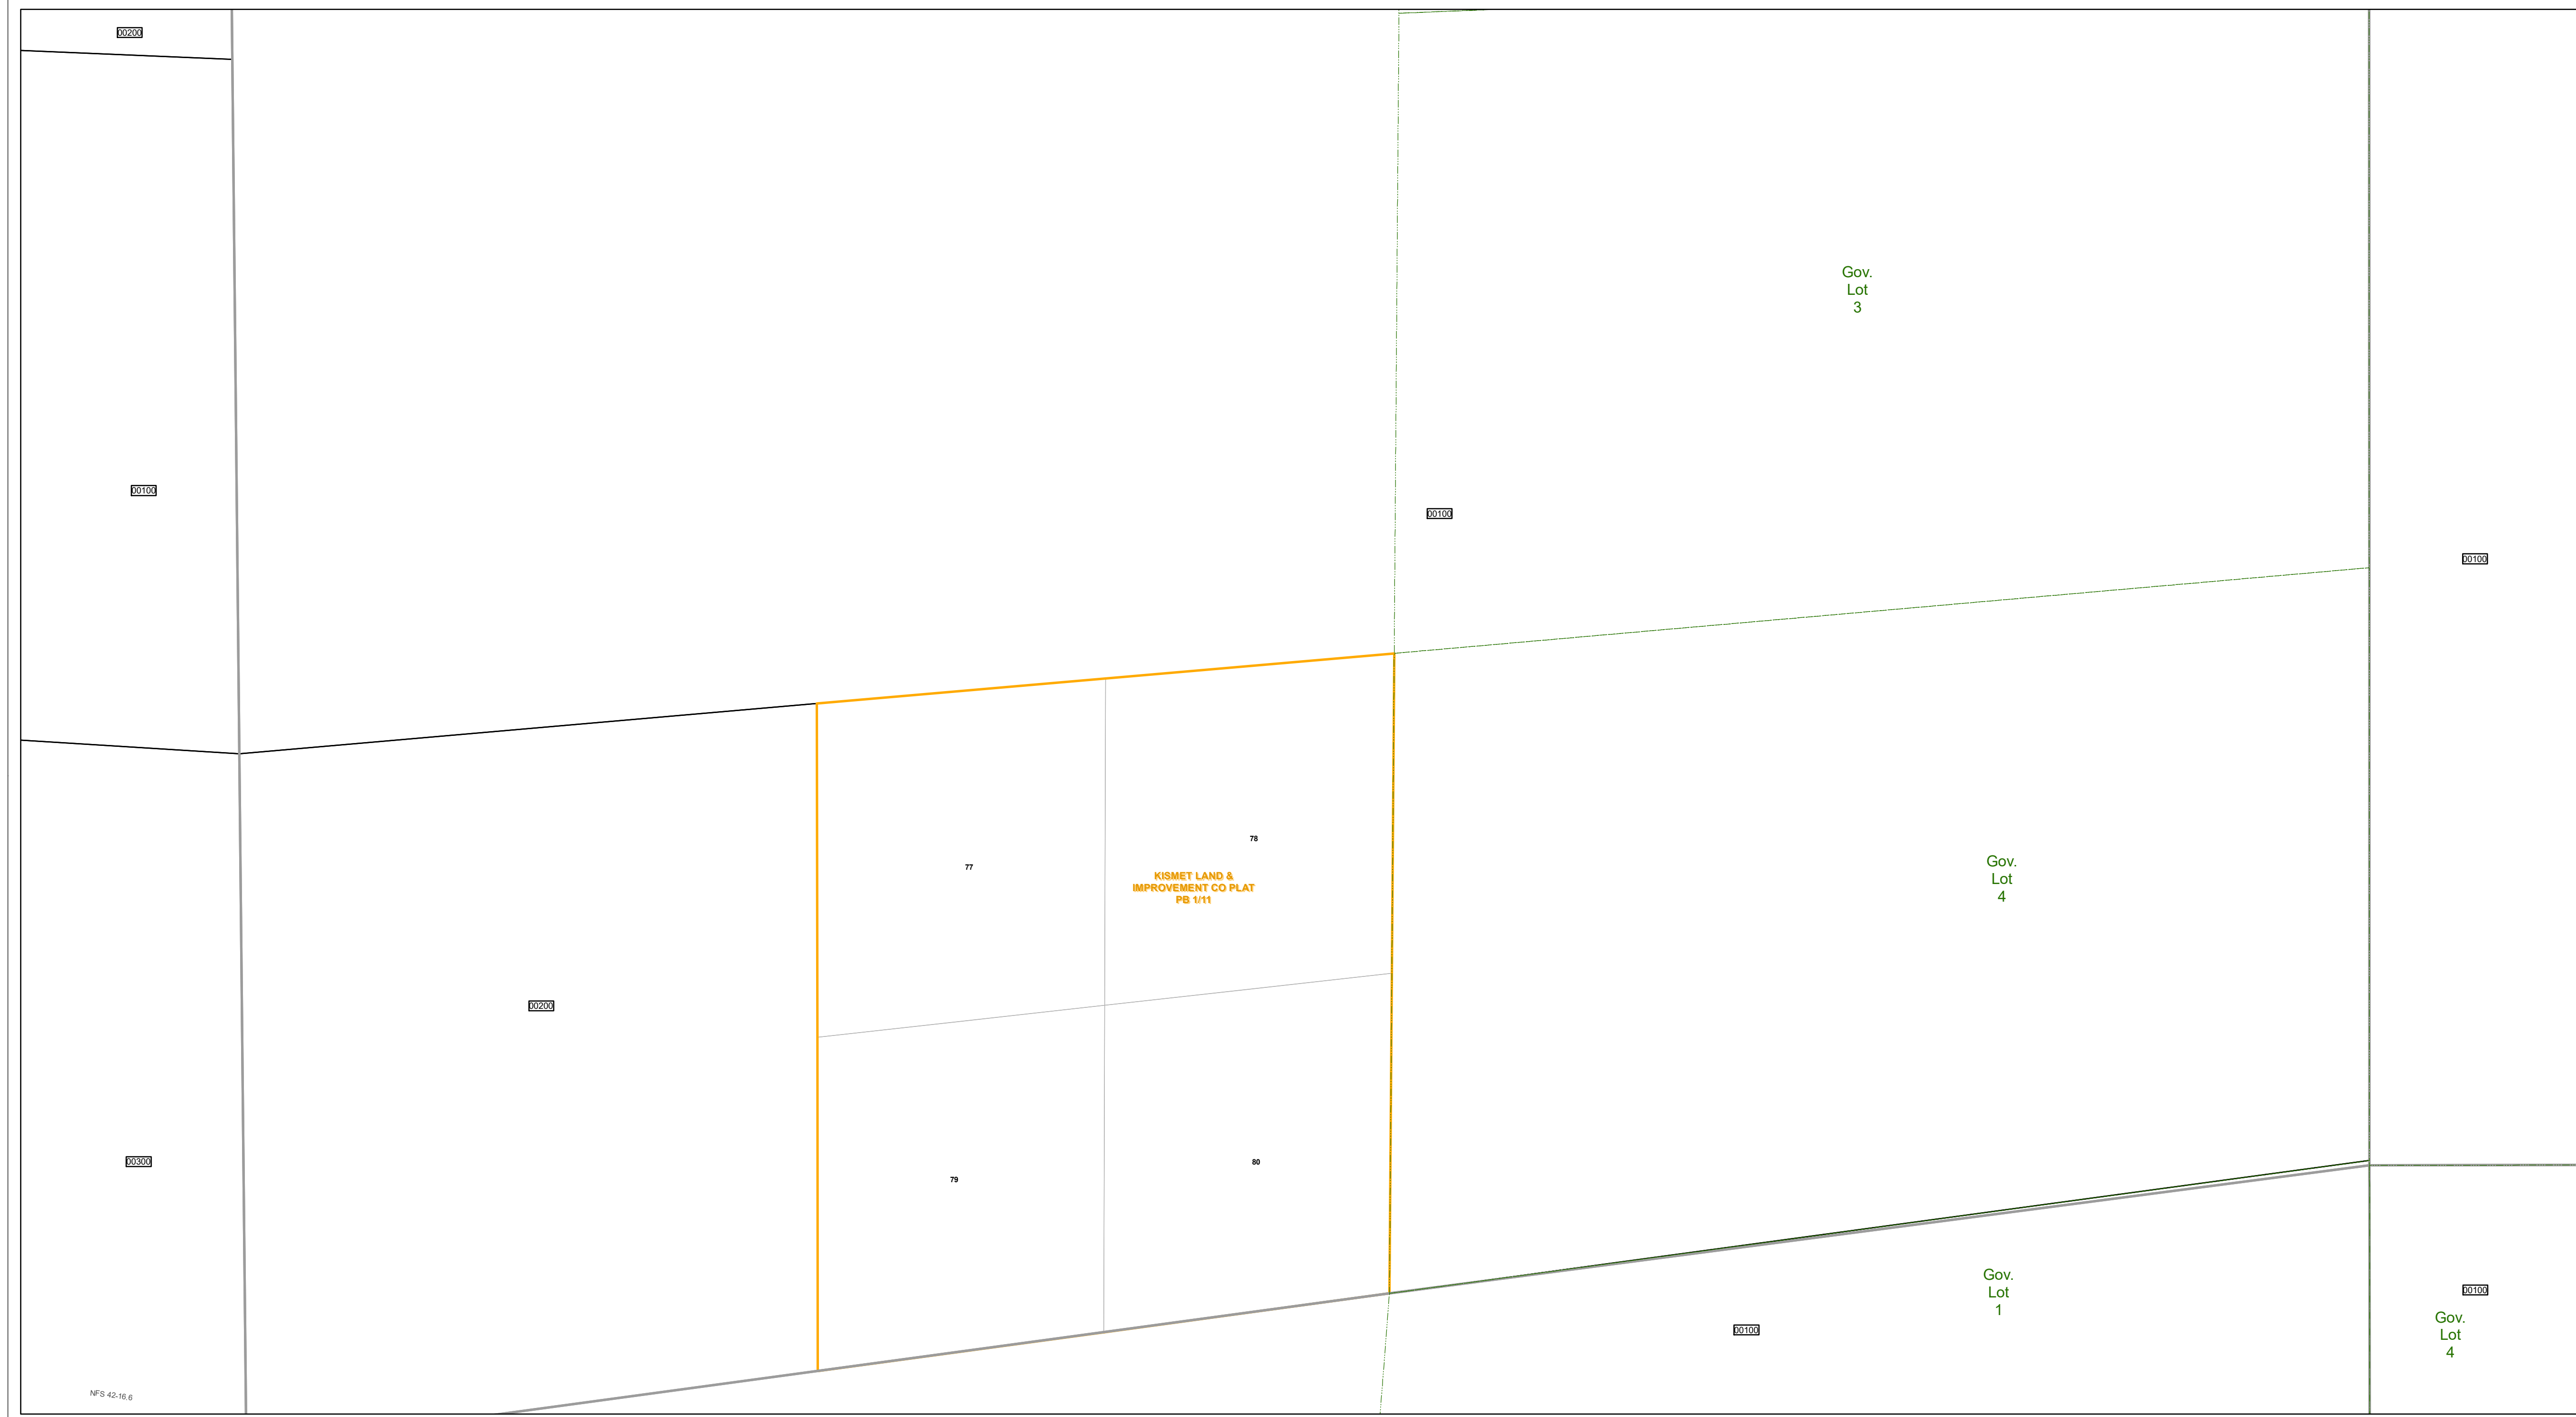 00200
Gov.
Lot
3
00100
00100
00100
78
77
KISMET LAND &
IMPROVEMENT CO PLAT
PB 1/11
Gov.
Lot
4
00200
00300
79
80
Gov.
Lot
1
00100
00100
Gov.
Lot
4
NFS 42-16.6